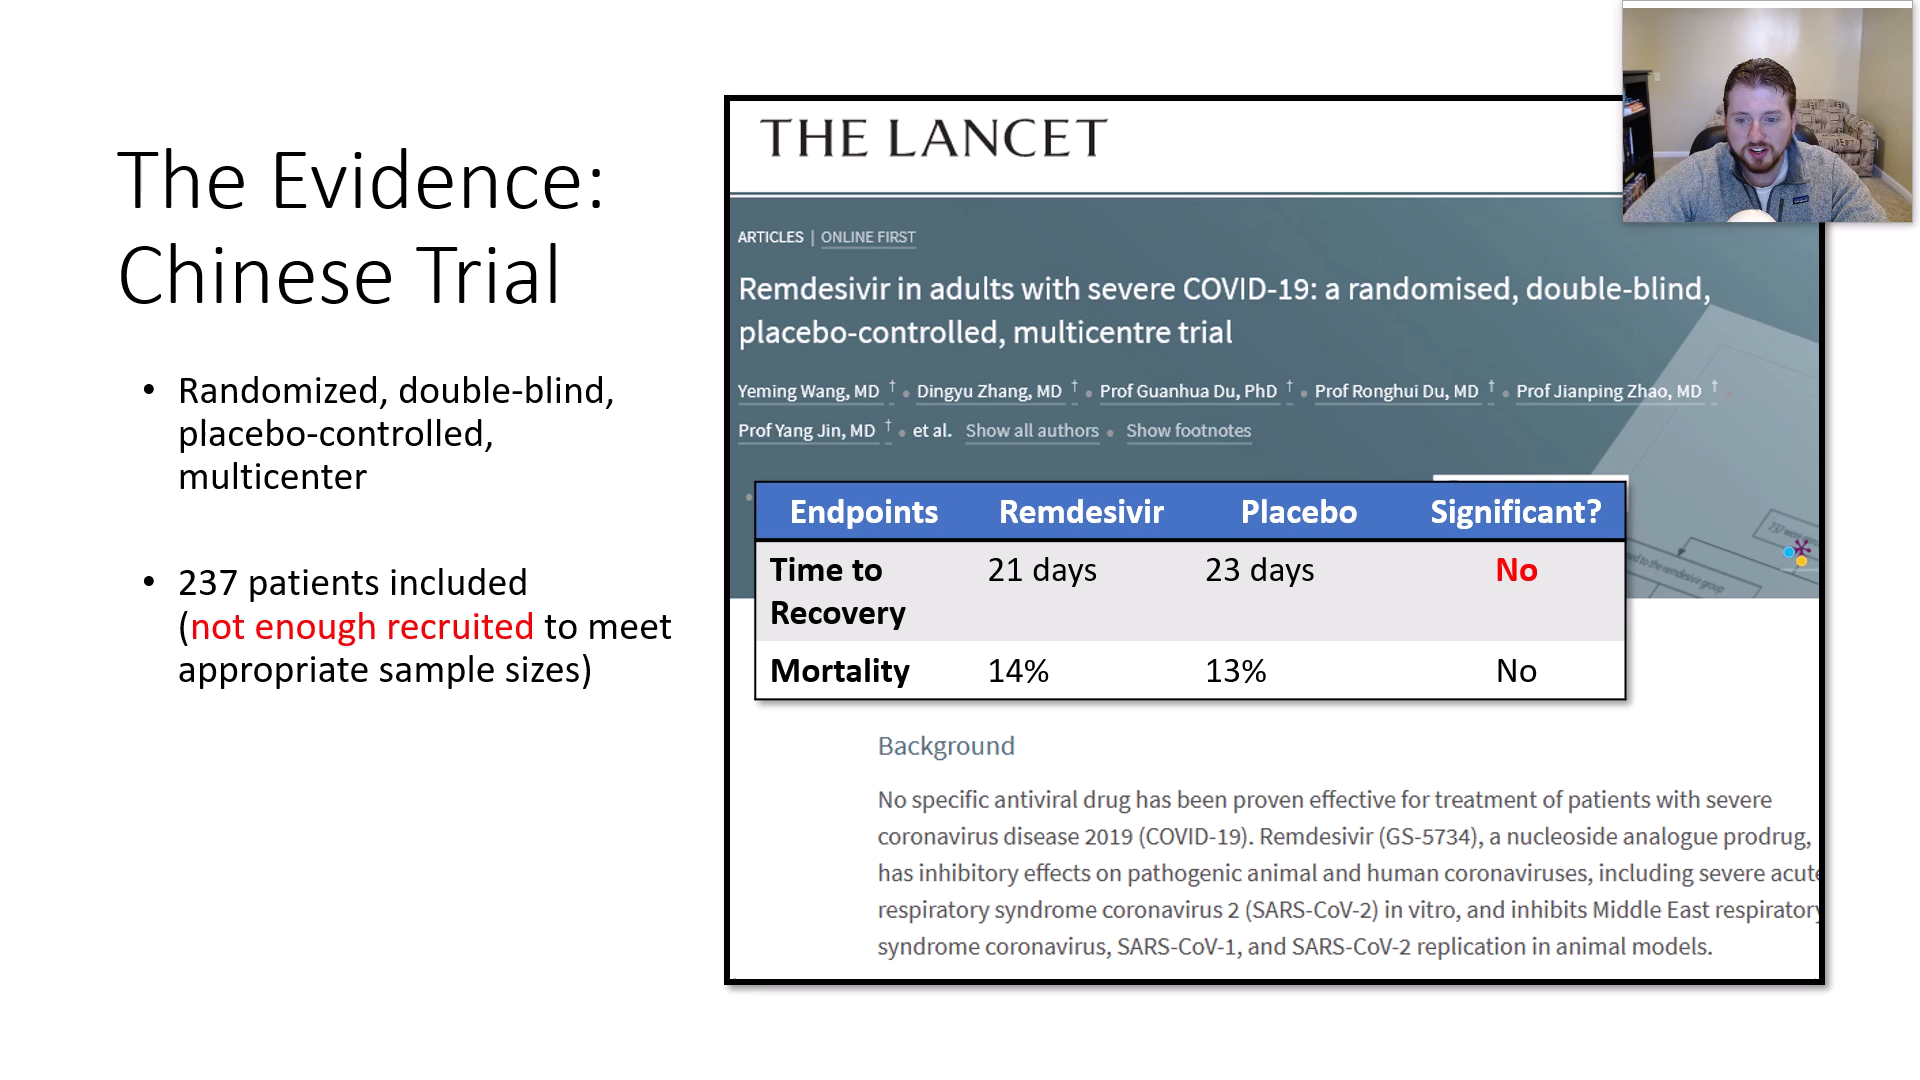 The Evidence:
Chinese Trial
• Randomized, double-blind,
placebo-controlled,
multicenter
• 237 patients included
(not enough recruited to meet
appropriate sample sizes)
THE LANCET
ARTICLES | ONLINE FIRST
Remdesivir in adults with severe COVID-19: a randomised, double-blind,
placebo-controlled, multicentre trial
Yeming Wang, MD † • Dingyu Zhang, MD † • Prof Guanhua Du, PhD † • Prof Ronghui Du, MD † • Prof Jianping Zhao, MD † •
Prof Yang Jin, MD † • et al. Show all authors • Show footnotes
Endpoints Remdesivir Placebo Significant?
Time to Recovery 21 days 23 days No
Mortality 14% 13% No
Background
No specific antiviral drug has been proven effective for treatment of patients with severe
coronavirus disease 2019 (COVID-19). Remdesivir (GS-5734), a nucleoside analogue prodrug,
has inhibitory effects on pathogenic animal and human coronaviruses, including severe acute
respiratory syndrome coronavirus 2 (SARS-CoV-2) in vitro, and inhibits Middle East respiratory
syndrome coronavirus, SARS-CoV-1, and SARS-CoV-2 replication in animal models.